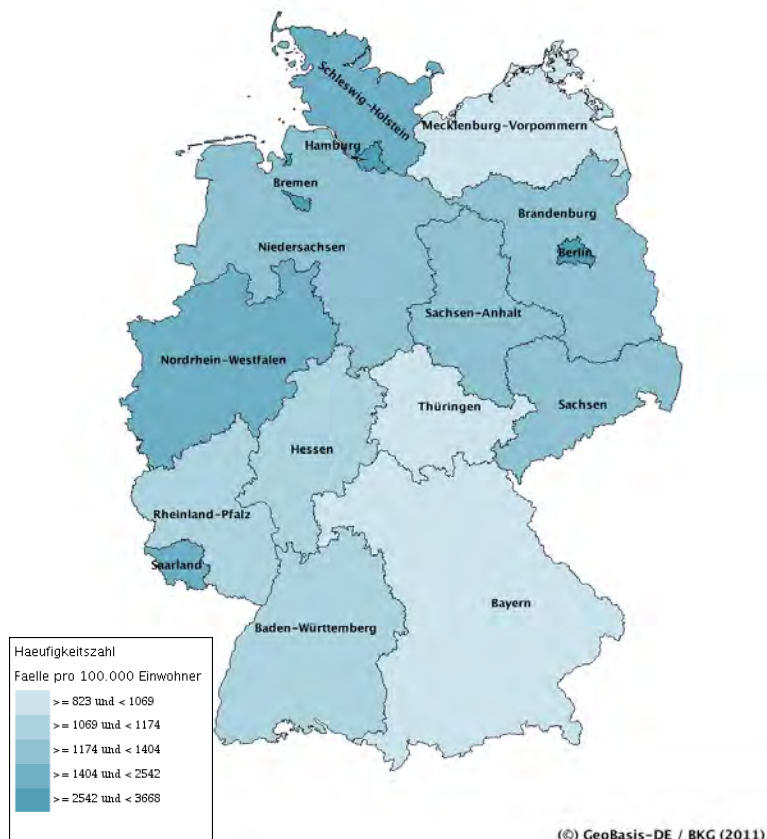 Schleswig-Holstein
Mecklenburg-Vorpommern
Hamburg
Bremen
Brandenburg
Berlin
Niedersachsen
Sachsen-Anhalt
Nordrhein-Westfalen
Thüringen
Sachsen
Hessen
Rheinland-Pfalz
Saarland
Bayern
Baden-Württemberg
Haeufigkeitszahl
Faelle pro 100.000 Einwohner
>= 823 und < 1069
>= 1069 und < 1174
>= 1174 und < 1404
>= 1404 und < 2542
>= 2542 und < 3668
(©) GeoBasis-DE / BKG (2011)